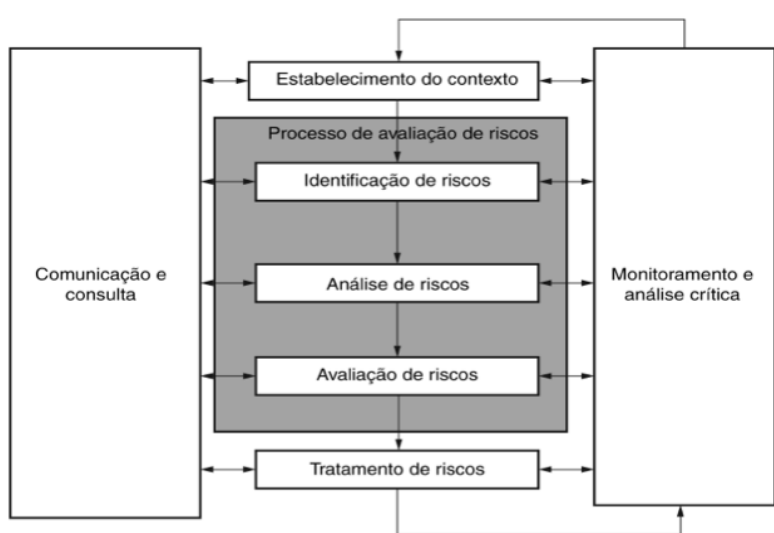 Estabelecimento do contexto
Processo de avaliação de riscos
Identificação de riscos
Comunicação e
consulta
Análise de riscos
Monitoramento e
análise crítica
Avaliação de riscos
Tratamento de riscos